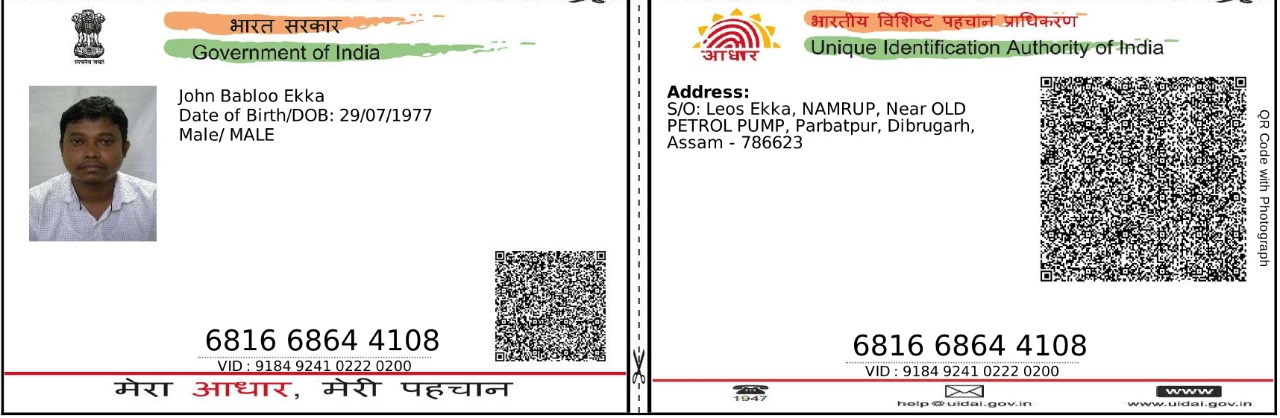 भारत सरकार
Government of India
John Babloo Ekka
Date of Birth/DOB: 29/07/1977
Male/ MALE
6816 6864 4108
VID : 9184 9241 0222 0200
मेरा आधार, मेरी पहचान
भारतीय विशिष्ट पहचान प्राधिकरण
आधार
Unique Identification Authority of India
Address:
S/O: Leos Ekka, NAMRUP, Near OLD
PETROL PUMP, Parbatpur, Dibrugarh,
Assam - 786623
QR Code with Photograph
6816 6864 4108
VID : 9184 9241 0222 0200
1947
help@uidai.gov.in
www
www.uidai.gov.in